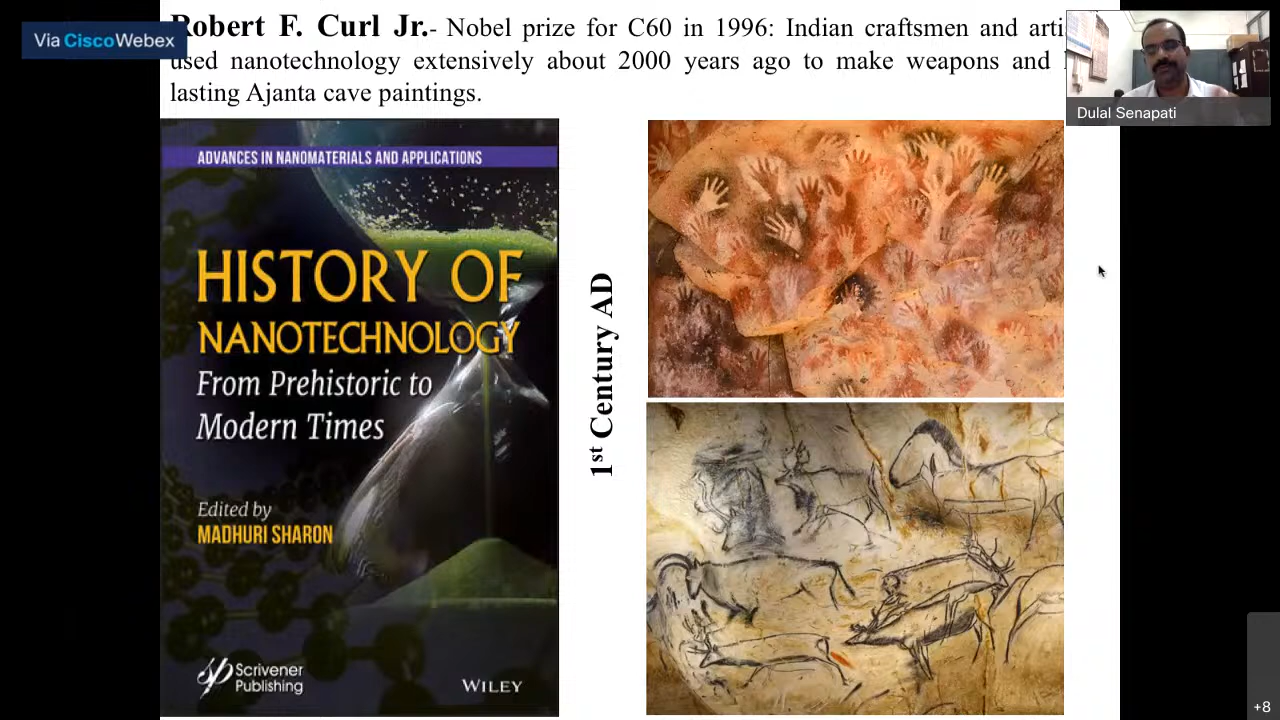 Via Cisco Webex
Robert F. Curl Jr.- Nobel prize for C60 in 1996: Indian craftsmen and arti
used nanotechnology extensively about 2000 years ago to make weapons and
lasting Ajanta cave paintings.
Dulal Senapati
ADVANCES IN NANOMATERIALS AND APPLICATIONS
HISTORY OF
NANOTECHNOLOGY
From Prehistoric to
Modern Times
Edited by
MADHURI SHARON
Scrivener
Publishing
WILEY
1st Century AD
+8